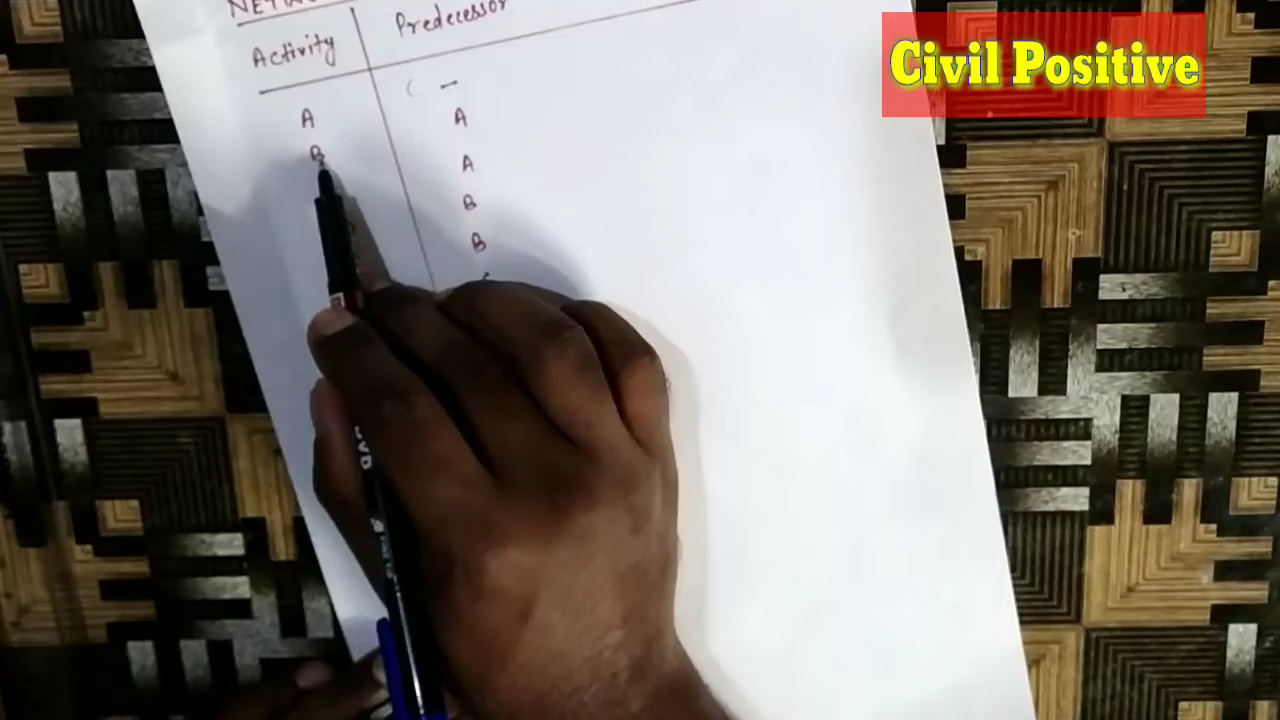 Civil Positive
Activity Predecessor
—
A A
B A
B
B